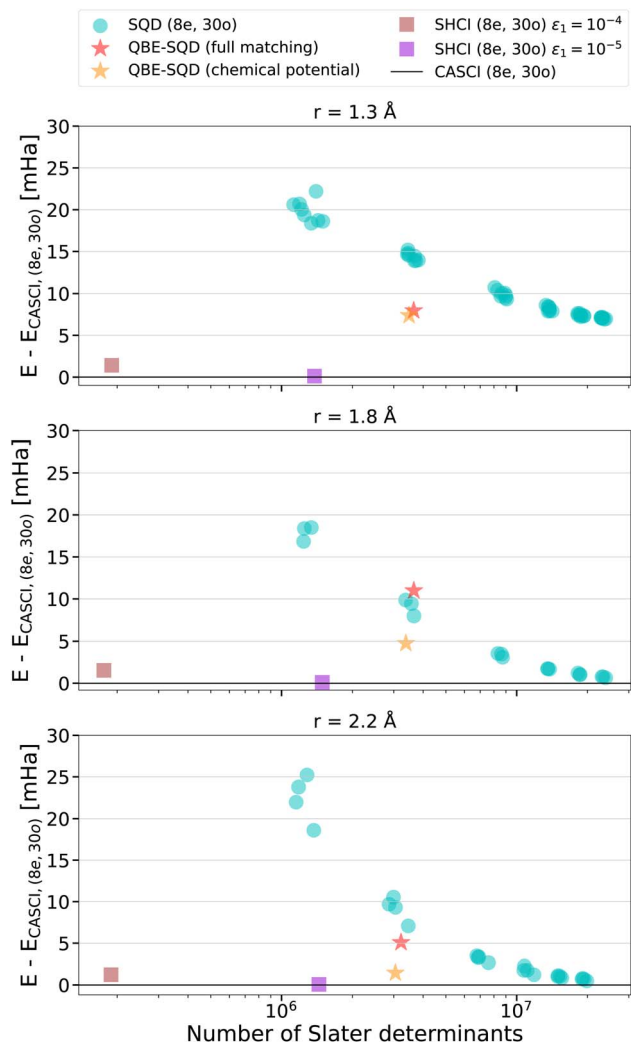 SQD (8e, 30o)
QBE-SQD (full matching)
QBE-SQD (chemical potential)
SHCI (8e, 30o) ε₁ = 10⁻⁴
SHCI (8e, 30o) ε₁ = 10⁻⁵
CASCI (8e, 30o)
r = 1.3 Å
E - E_CASCI, (8e, 30o) [mHa]
30
25
20
15
10
5
0
r = 1.8 Å
E - E_CASCI, (8e, 30o) [mHa]
30
25
20
15
10
5
0
r = 2.2 Å
E - E_CASCI, (8e, 30o) [mHa]
30
25
20
15
10
5
0
10⁶ 10⁷
Number of Slater determinants